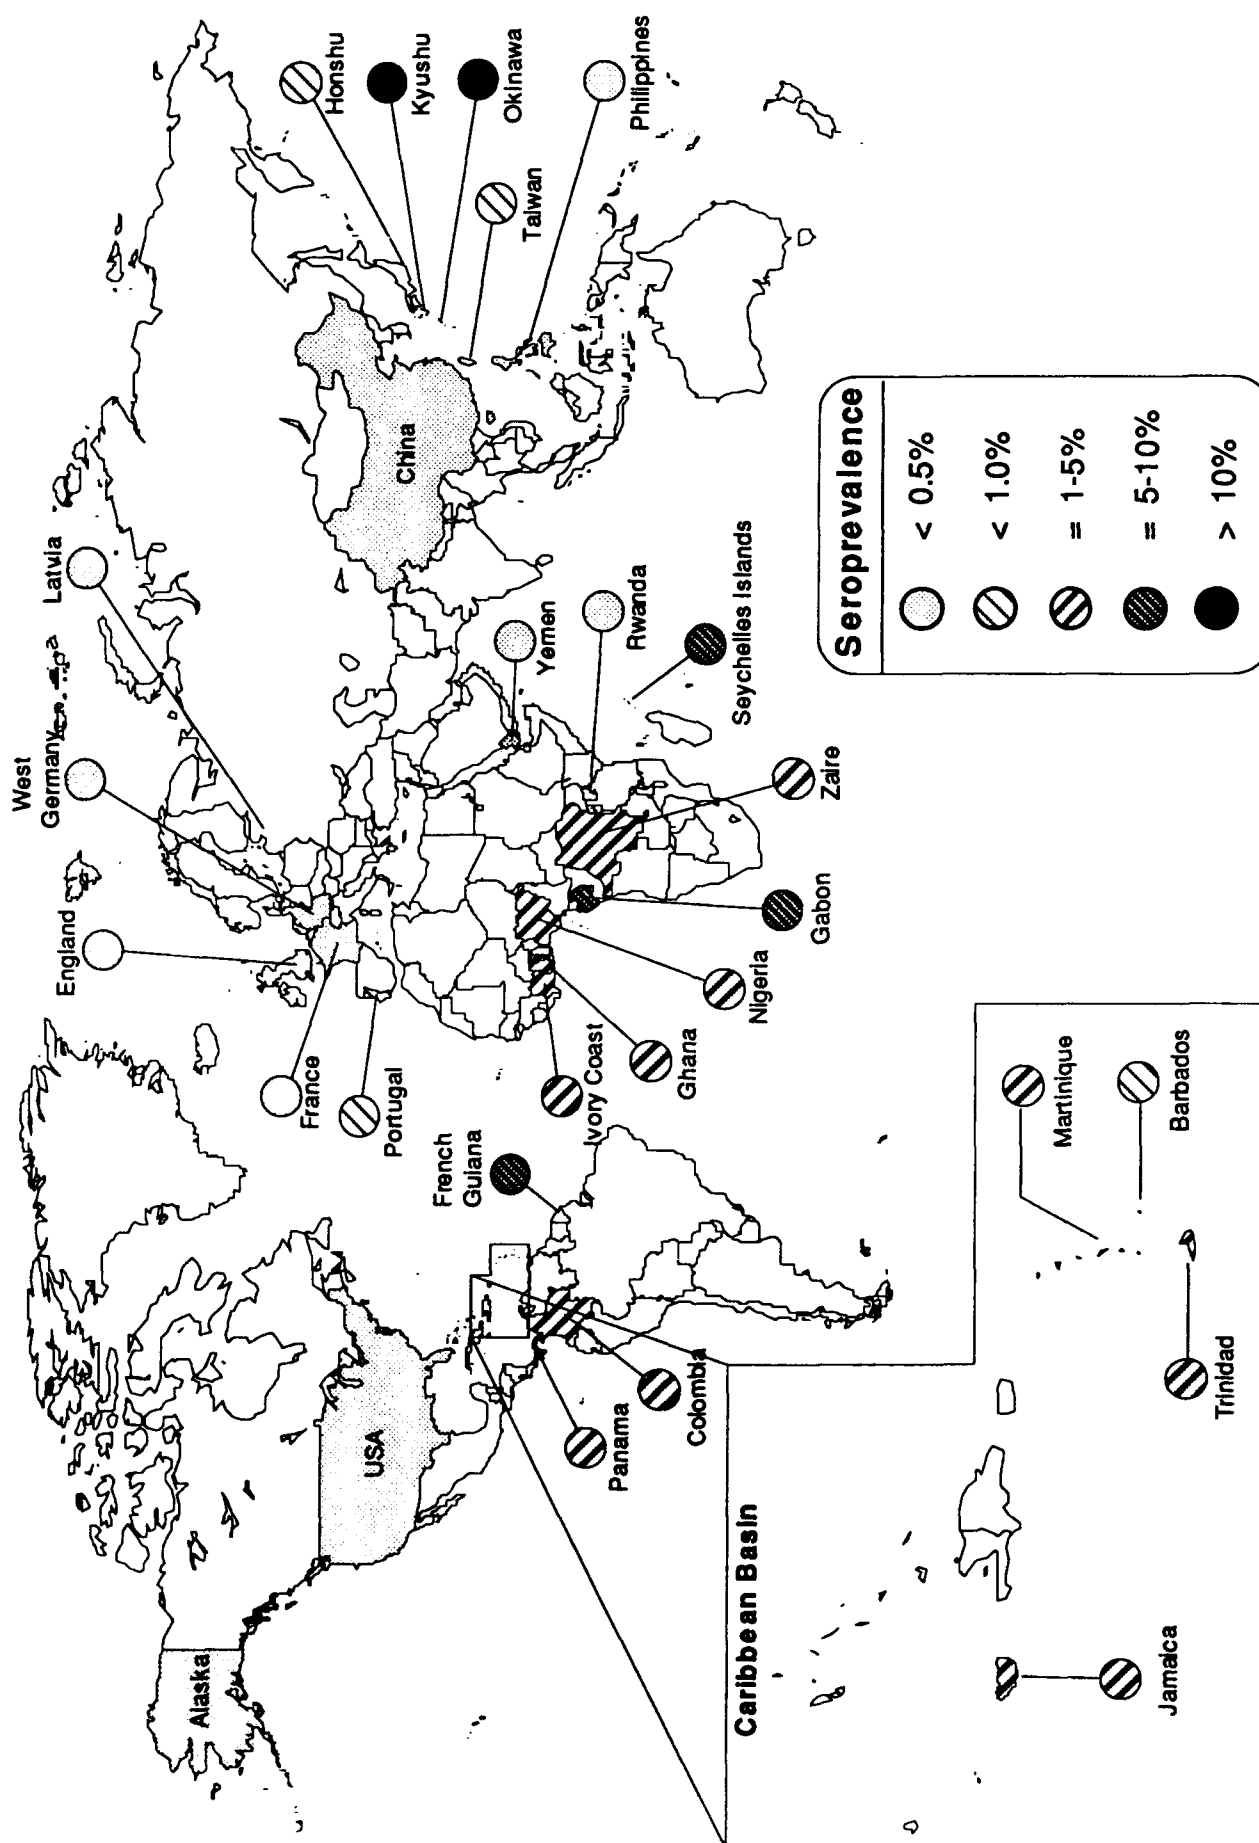 Alaska
USA
England
West
Germany
Latvia
France
Portugal
China
Honshu
Kyushu
Okinawa
Taiwan
Philippines
French
Guiana
Ivory Coast
Ghana
Nigeria
Gabon
Zaire
Yemen
Rwanda
Seychelles Islands
Panama
Colombia
Caribbean Basin
Jamaica
Trinidad
Martinique
Barbados
Seroprevalence
< 0.5%
< 1.0%
= 1-5%
= 5-10%
> 10%